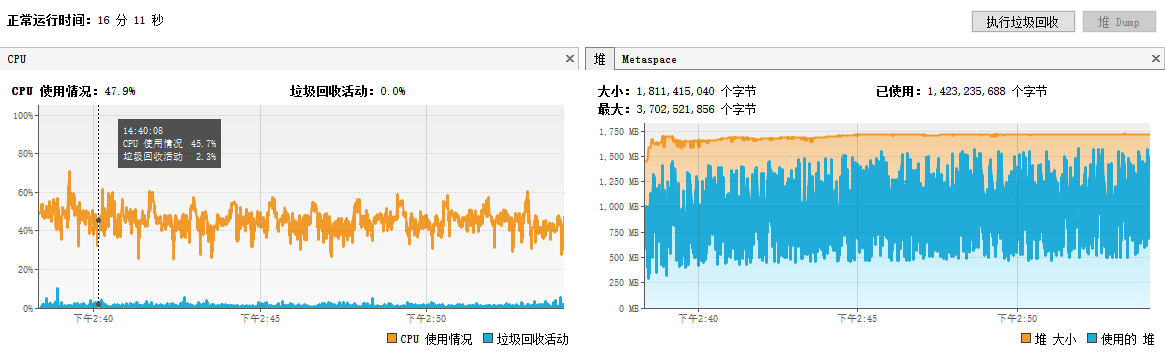 正常运行时间: 16 分 11 秒
执行垃圾回收
堆 Dump
CPU
CPU 使用情况: 47.9%
垃圾回收活动: 0.0%
100%
80%
60%
40%
20%
0%
14:40:08
CPU 使用情况 45.7%
垃圾回收活动 2.3%
下午2:40
下午2:45
下午2:50
CPU 使用情况
垃圾回收活动
堆
Metaspace
大小: 1,811,415,040 个字节
已使用: 1,423,235,688 个字节
最大: 3,702,521,856 个字节
1,750 MB
1,500 MB
1,250 MB
1,000 MB
750 MB
500 MB
250 MB
0 MB
下午2:40
下午2:45
下午2:50
堆 大小
使用的 堆